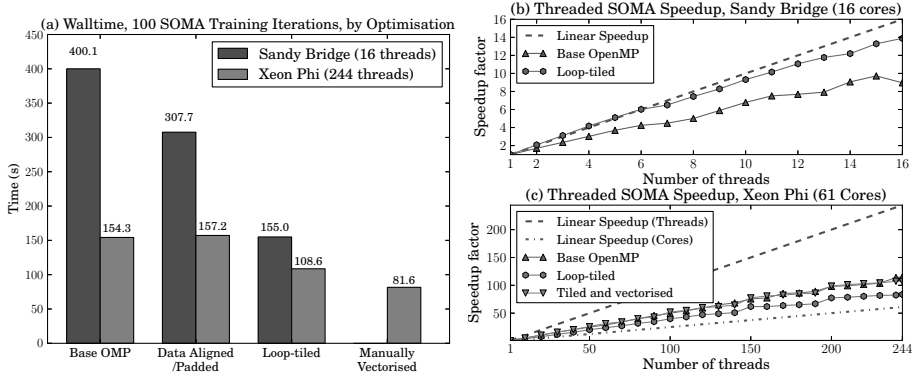 (a) Walltime, 100 SOMA Training Iterations, by Optimisation
450
400
350
300
250
200
150
100
50
0
Time (s)
400.1
154.3
307.7
157.2
155.0
108.6
81.6
Sandy Bridge (16 threads)
Xeon Phi (244 threads)
Base OMP
Data Aligned
/Padded
Loop-tiled
Manually
Vectorised
(b) Threaded SOMA Speedup, Sandy Bridge (16 cores)
16
14
12
10
8
6
4
2
Speedup factor
Linear Speedup
Base OpenMP
Loop-tiled
1 2 4 6 8 10 12 14 16
Number of threads
(c) Threaded SOMA Speedup, Xeon Phi (61 Cores)
200
150
100
50
Speedup factor
Linear Speedup (Threads)
Linear Speedup (Cores)
Base OpenMP
Loop-tiled
Tiled and vectorised
1 50 100 150 200 244
Number of threads